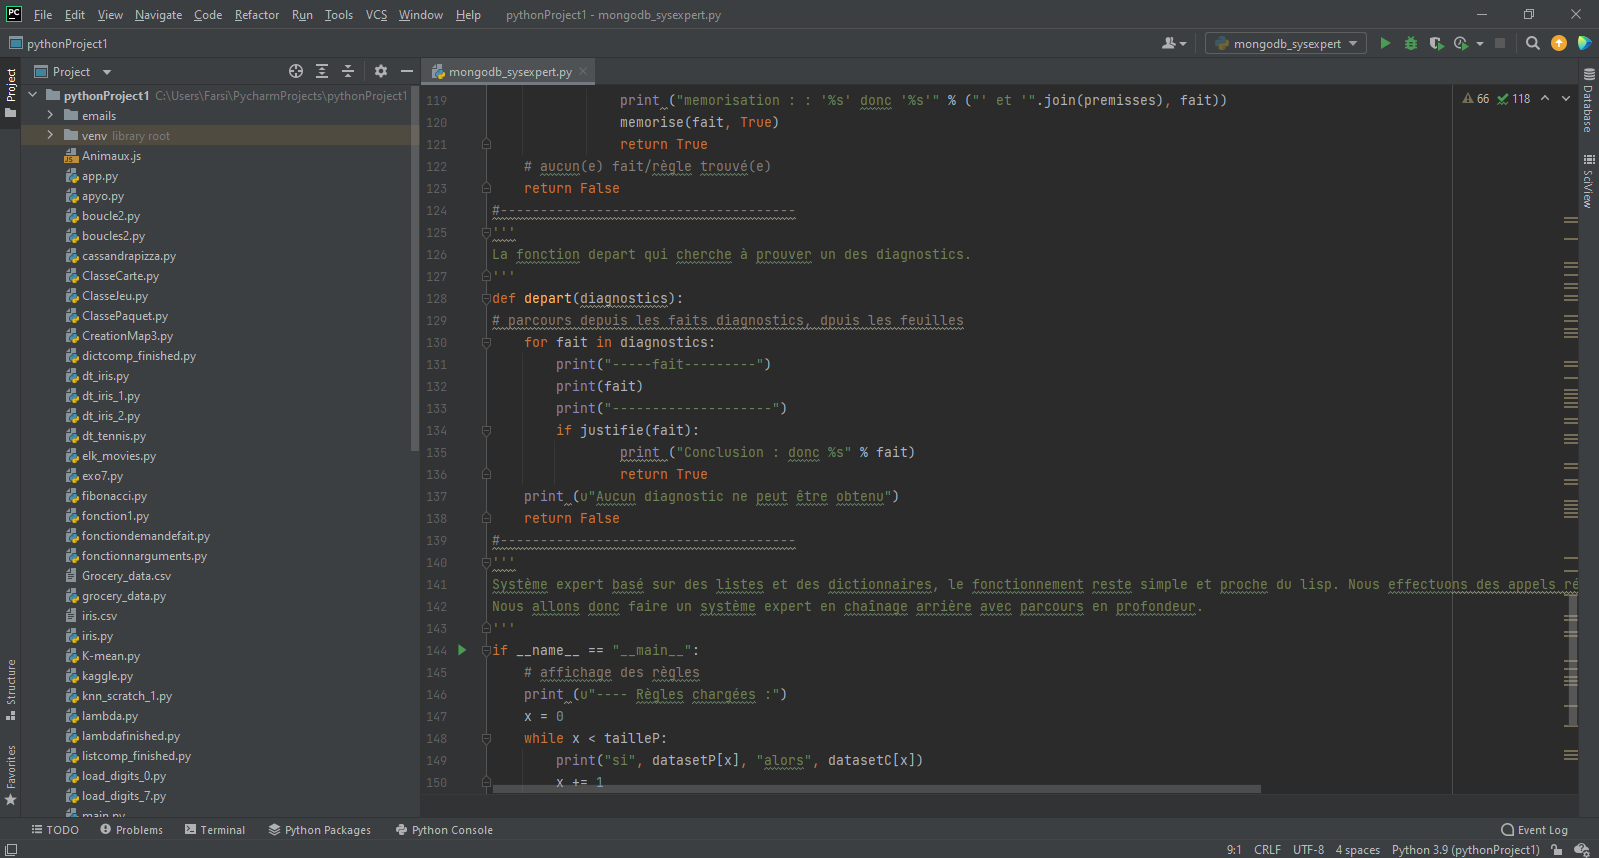 File Edit View Navigate Code Refactor Run Tools VCS Window Help pythonProject1 - mongodb_sysexpert.py
pythonProject1
mongodb_sysexpert
Project
mongodb_sysexpert.py
pythonProject1 C:\Users\Farsi\PycharmProjects\pythonProject1
emails
venv library root
Animaux.js
app.py
apyo.py
boucle2.py
boucles2.py
cassandrapizza.py
ClasseCarte.py
ClasseJeu.py
ClassePaquet.py
CreationMap3.py
dictcomp_finished.py
dt_iris.py
dt_iris_1.py
dt_iris_2.py
dt_tennis.py
elk_movies.py
exo7.py
fibonacci.py
fonction1.py
fonctiondemandefait.py
fonctionnarguments.py
Grocery_data.csv
grocery_data.py
iris.csv
iris.py
K-mean.py
kaggle.py
knn_scratch_1.py
lambda.py
lambdafinished.py
listcomp_finished.py
load_digits_0.py
load_digits_7.py
main.py
66 118
119 print ("memorisation : : '%s' donc '%s'" % ("' et '".join(premisses), fait))
120 memorise(fait, True)
121 return True
122 # aucun(e) fait/règle trouvé(e)
123 return False
124 #-------------------------------------
125 '''
126 La fonction depart qui cherche à prouver un des diagnostics.
127 '''
128 def depart(diagnostics):
129 # parcours depuis les faits diagnostics, dpuis les feuilles
130 for fait in diagnostics:
131 print("-----fait---------")
132 print(fait)
133 print("--------------------")
134 if justifie(fait):
135 print ("Conclusion : donc %s" % fait)
136 return True
137 print (u"Aucun diagnostic ne peut être obtenu")
138 return False
139 #-------------------------------------
140 '''
141 Système expert basé sur des listes et des dictionnaires, le fonctionnement reste simple et proche du lisp. Nous effectuons des appels ré
142 Nous allons donc faire un système expert en chaînage arrière avec parcours en profondeur.
143 '''
144 if __name__ == "__main__":
145 # affichage des règles
146 print (u"---- Règles chargées :")
147 x = 0
148 while x < tailleP:
149 print("si", datasetP[x], "alors", datasetC[x])
150 x += 1
Project
Structure
Favorites
Database
SciView
TODO Problems Terminal Python Packages Python Console Event Log
9:1 CRLF UTF-8 4 spaces Python 3.9 (pythonProject1)